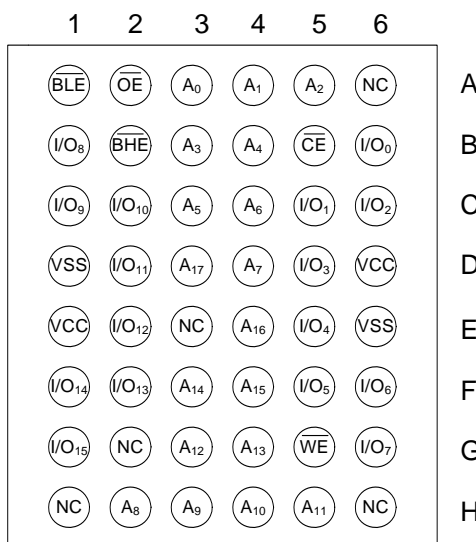 1 2 3 4 5 6
BLE OE A₀ A₁ A₂ NC A
I/O₈ BHE A₃ A₄ CE I/O₀ B
I/O₉ I/O₁₀ A₅ A₆ I/O₁ I/O₂ C
VSS I/O₁₁ A₁₇ A₇ I/O₃ VCC D
VCC I/O₁₂ NC A₁₆ I/O₄ VSS E
I/O₁₄ I/O₁₃ A₁₄ A₁₅ I/O₅ I/O₆ F
I/O₁₅ NC A₁₂ A₁₃ WE I/O₇ G
NC A₈ A₉ A₁₀ A₁₁ NC H